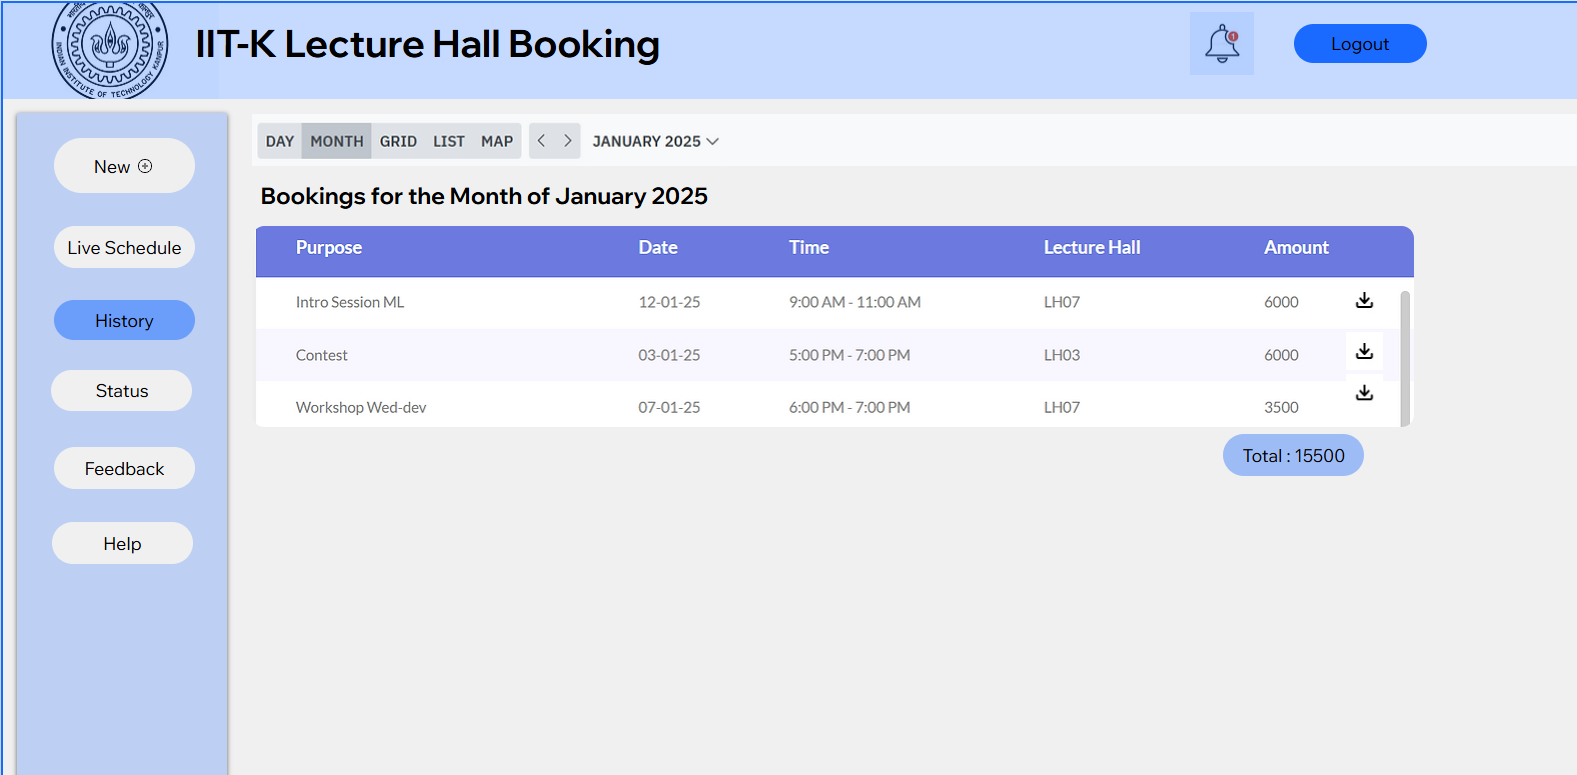 INDIAN INSTITUTE OF TECHNOLOGY KANPUR
IIT-K Lecture Hall Booking
1
Logout
New
Live Schedule
History
Status
Feedback
Help
DAY MONTH GRID LIST MAP < > JANUARY 2025
Bookings for the Month of January 2025
Purpose Date Time Lecture Hall Amount
Intro Session ML 12-01-25 9:00 AM - 11:00 AM LH07 6000
Contest 03-01-25 5:00 PM - 7:00 PM LH03 6000
Workshop Wed-dev 07-01-25 6:00 PM - 7:00 PM LH07 3500
Total : 15500